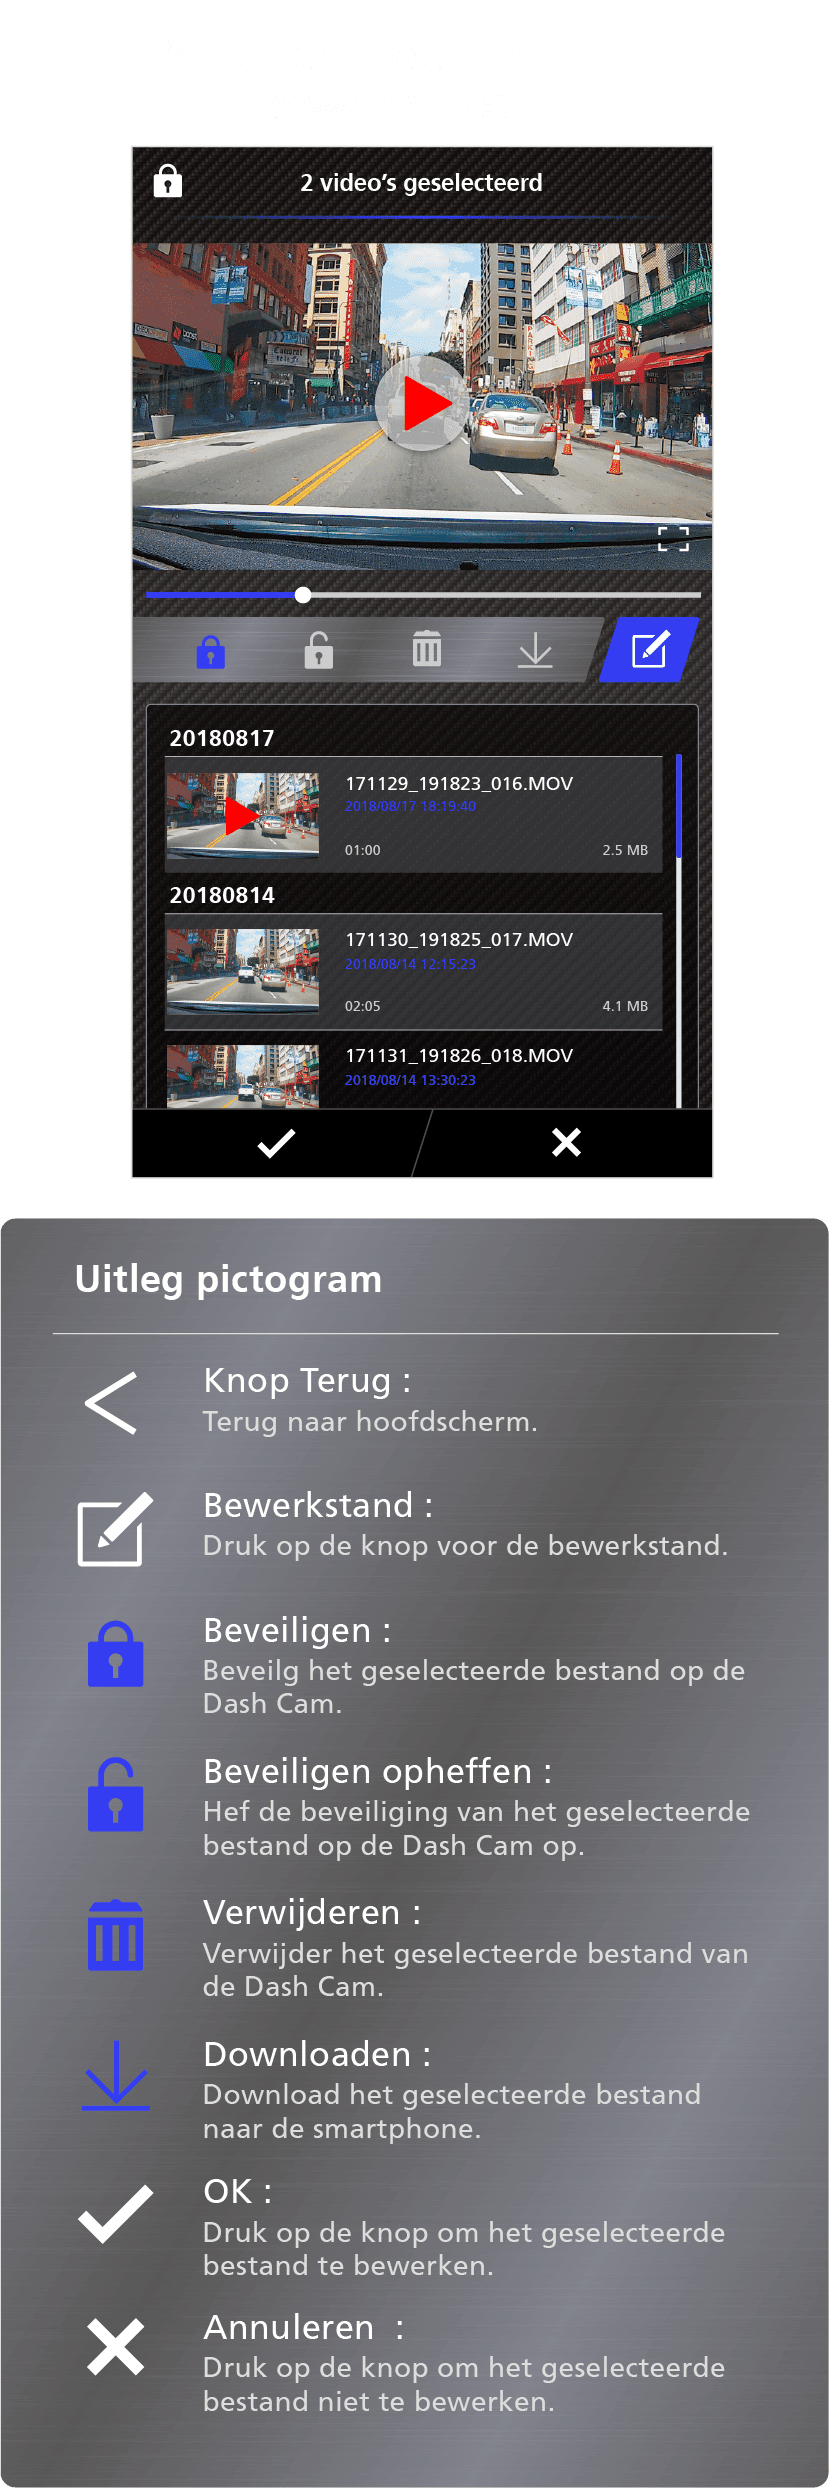 2 video’s geselecteerd
20180817
171129_191823_016.MOV
2018/08/17 18:19:40
01:00 2.5 MB
20180814
171130_191825_017.MOV
2018/08/14 12:15:23
02:05 4.1 MB
171131_191826_018.MOV
2018/08/14 13:30:23
Uitleg pictogram
Knop Terug :
Terug naar hoofdscherm.
Bewerkstand :
Druk op de knop voor de bewerkstand.
Beveiligen :
Beveilg het geselecteerde bestand op de
Dash Cam.
Beveiligen opheffen :
Hef de beveiliging van het geselecteerde
bestand op de Dash Cam op.
Verwijderen :
Verwijder het geselecteerde bestand van
de Dash Cam.
Downloaden :
Download het geselecteerde bestand
naar de smartphone.
OK :
Druk op de knop om het geselecteerde
bestand te bewerken.
Annuleren :
Druk op de knop om het geselecteerde
bestand niet te bewerken.